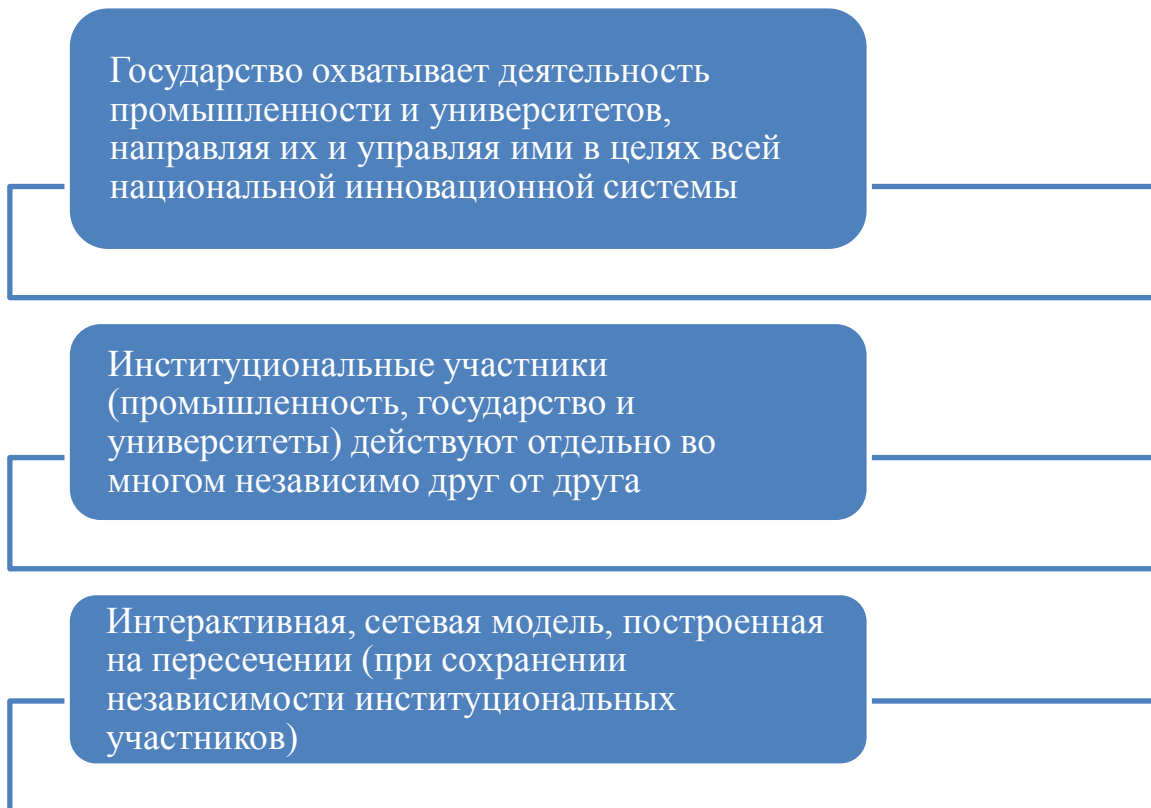 Государство охватывает деятельность
промышленности и университетов,
направляя их и управляя ими в целях всей
национальной инновационной системы
Институциональные участники
(промышленность, государство и
университеты) действуют отдельно во
многом независимо друг от друга
Интерактивная, сетевая модель, построенная
на пересечении (при сохранении
независимости институциональных
участников)